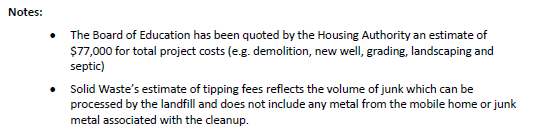 Notes:
• The Board of Education has been quoted by the Housing Authority an estimate of
$77,000 for total project costs (e.g. demolition, new well, grading, landscaping and
septic)
• Solid Waste's estimate of tipping fees reflects the volume of junk which can be
processed by the landfill and does not include any metal from the mobile home or junk
metal associated with the cleanup.